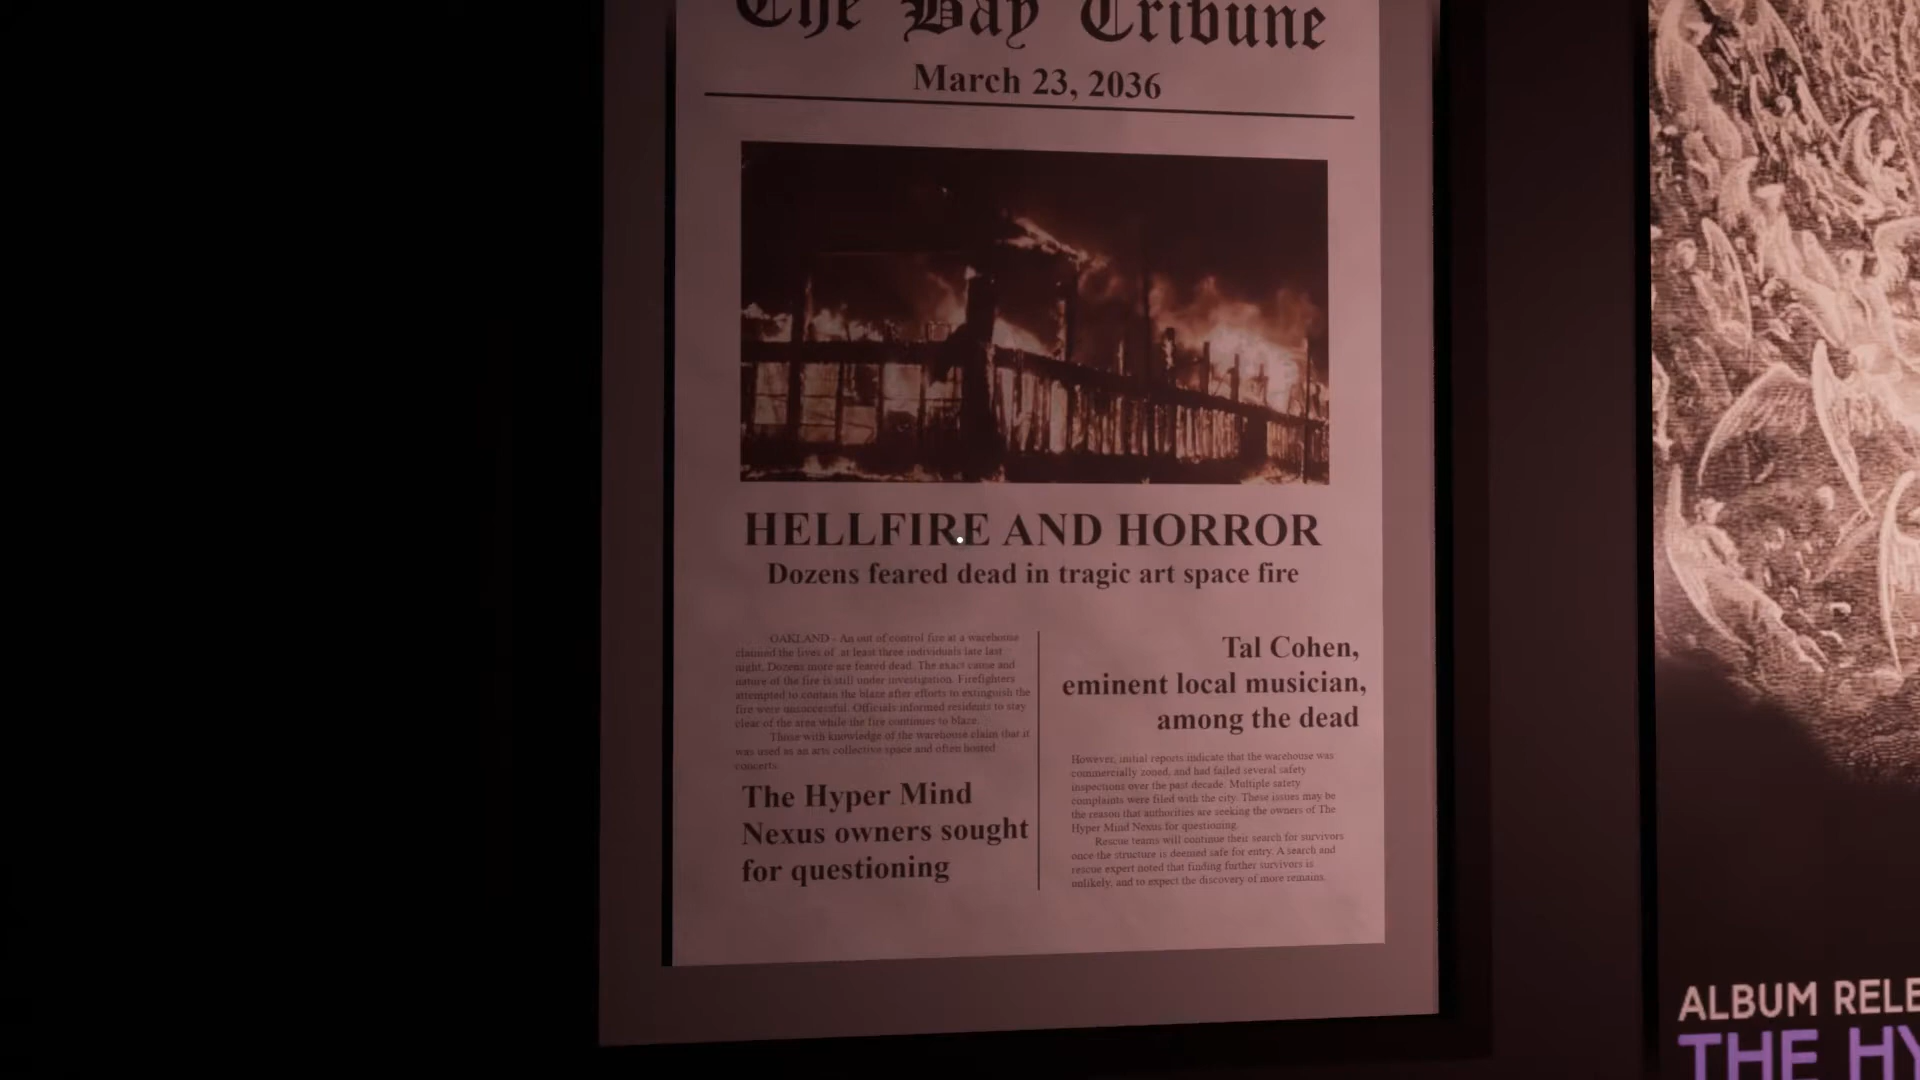 The Bay Tribune
March 23, 2036
HELLFIRE AND HORROR
Dozens feared dead in tragic art space fire
OAKLAND - An out of control fire at a warehouse
claimed the lives of at least three individuals late last
night. Dozens more are feared dead. The exact cause and
nature of the fire is still under investigation. Firefighters
attempted to contain the blaze after efforts to extinguish the
fire were unsuccessful. Officials informed residents to stay
clear of the area while the fire continues to blaze.
Those with knowledge of the warehouse claim that it
was used as an arts collective space and often hosted
concerts.
The Hyper Mind
Nexus owners sought
for questioning
Tal Cohen,
eminent local musician,
among the dead
However, initial reports indicate that the warehouse was
commercially zoned, and had failed several safety
inspections over the past decade. Multiple safety
complaints were filed with the city. These issues may be
the reason that authorities are seeking the owners of The
Hyper Mind Nexus for questioning.
Rescue teams will continue their search for survivors
once the structure is deemed safe for entry. A search and
rescue expert noted that finding further survivors is
unlikely, and to expect the discovery of more remains.
ALBUM RELE
THE HY